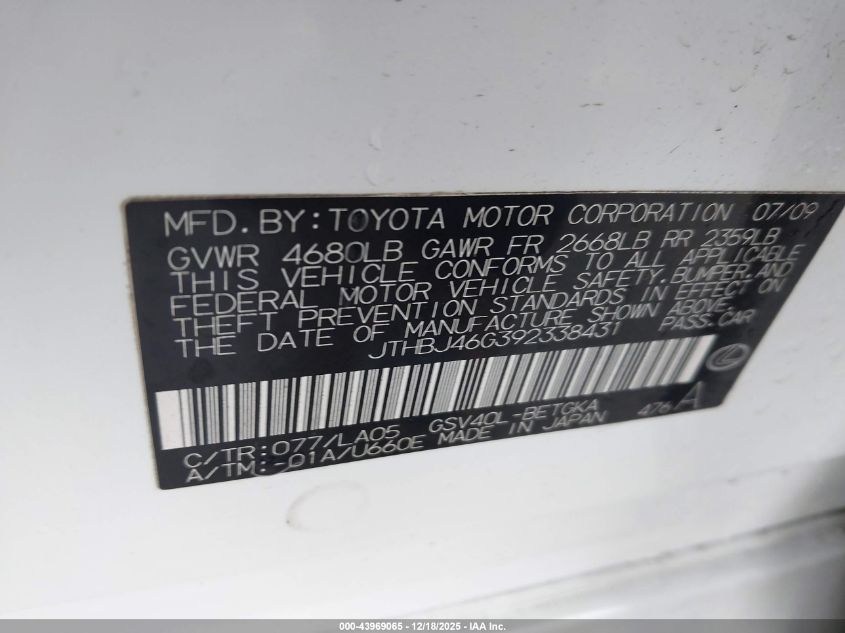 MFD. BY: TOYOTA MOTOR CORPORATION 07/09
GVWR 4680LB GAWR FR 2668LB RR 2359LB
THIS VEHICLE CONFORMS TO ALL APPLICABLE
FEDERAL MOTOR VEHICLE SAFETY, BUMPER, AND
THEFT PREVENTION STANDARDS IN EFFECT ON
THE DATE OF MANUFACTURE SHOWN ABOVE.
JTHBJ46G392338431 PASS. CAR
C/TR: 077/LA05 GSV40L-BETGKA 476 A
A/TM: -01A/U660E MADE IN JAPAN
000-43969065 - 12/18/2025 - IAA Inc.